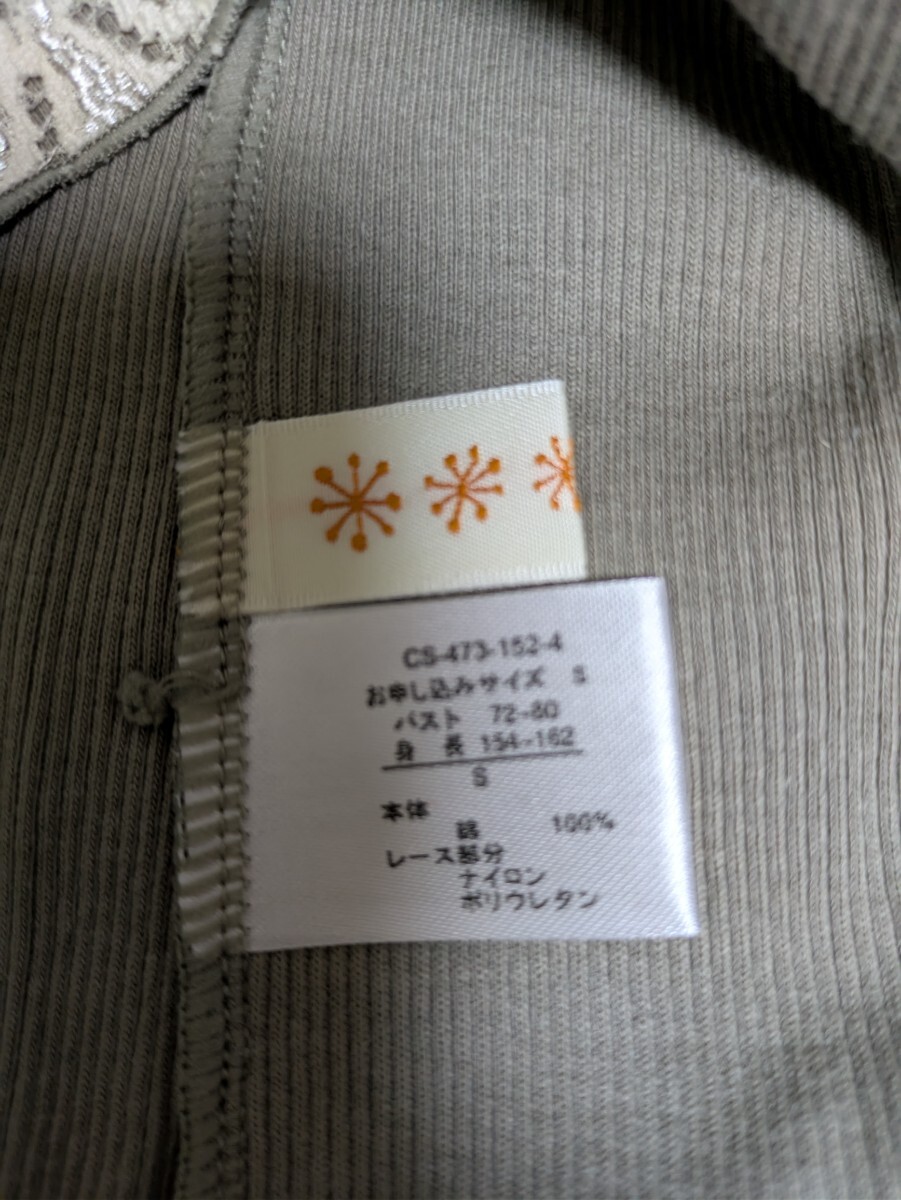 CS-473-152-4
お申し込みサイズ S
バスト 72-80
身長 154-162
S
本体
綿 100%
レース部分
ナイロン
ポリウレタン